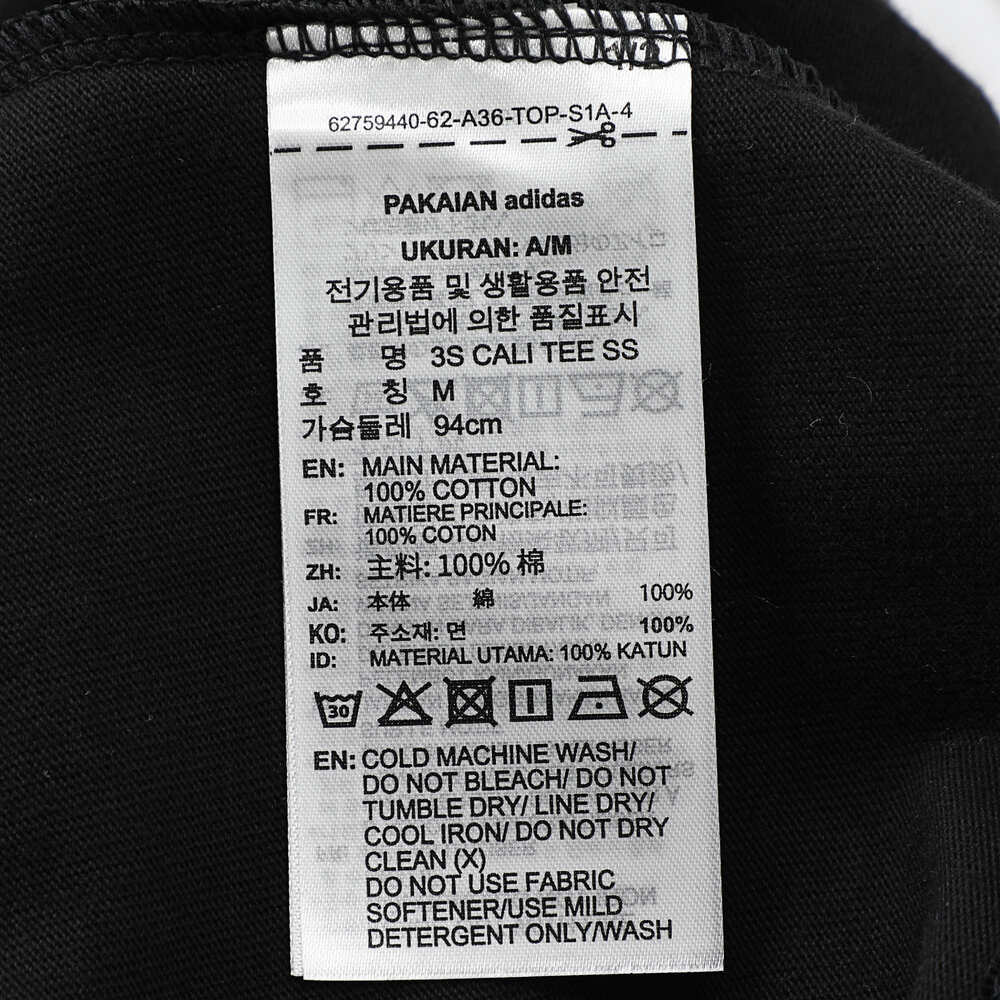 62759440-62-A36-TOP-S1A-4
PAKAIAN adidas
UKURAN: A/M
전기용품 및 생활용품 안전
관리법에 의한 품질표시
품 명 3S CALI TEE SS
호 칭 M
가슴둘레 94cm
EN: MAIN MATERIAL:
100% COTTON
FR: MATIERE PRINCIPALE:
100% COTON
ZH: 主料: 100% 棉
JA: 本体 綿 100%
KO: 주소재: 면 100%
ID: MATERIAL UTAMA: 100% KATUN
30
EN: COLD MACHINE WASH/
DO NOT BLEACH/ DO NOT
TUMBLE DRY/ LINE DRY/
COOL IRON/ DO NOT DRY
CLEAN (X)
DO NOT USE FABRIC
SOFTENER/USE MILD
DETERGENT ONLY/WASH